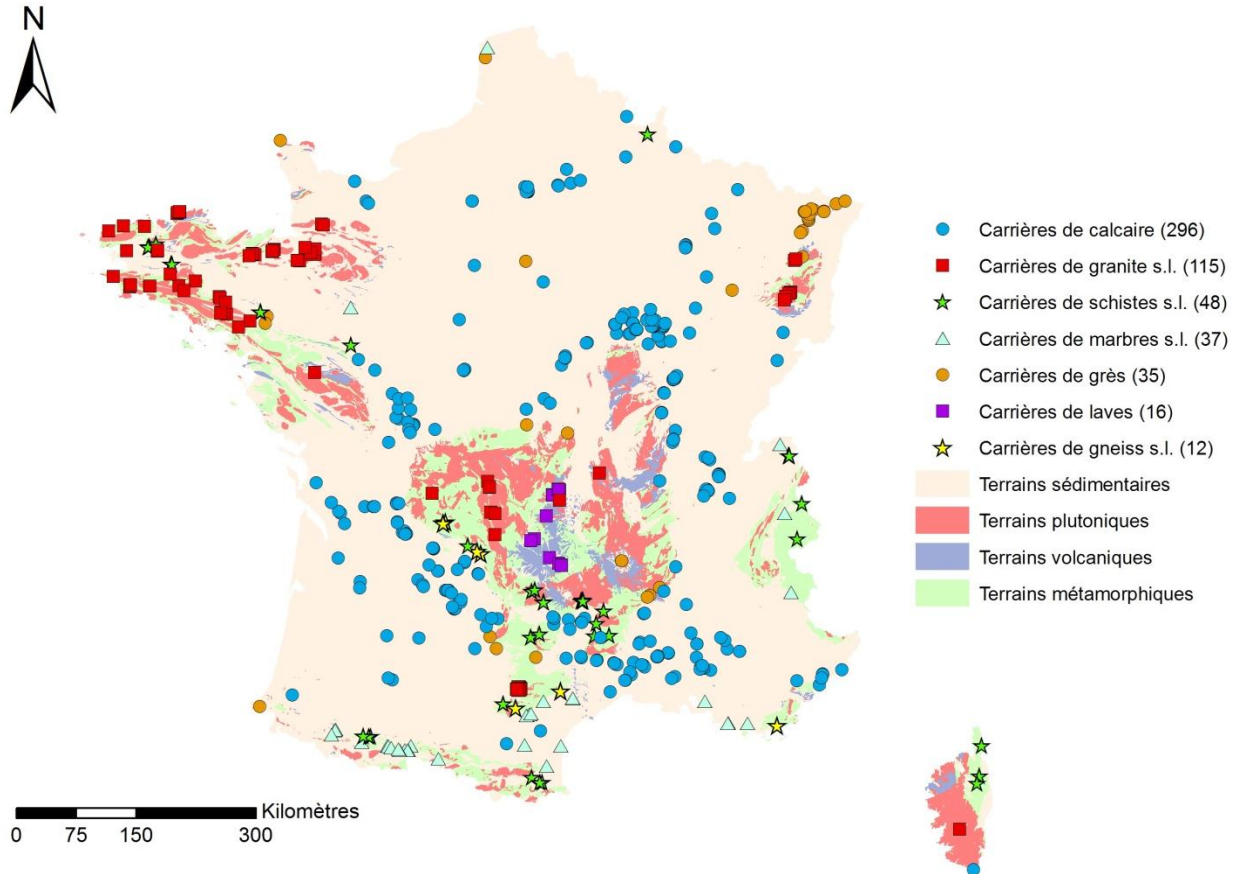 N
Carrières de calcaire (296)
Carrières de granite s.l. (115)
Carrières de schistes s.l. (48)
Carrières de marbres s.l. (37)
Carrières de grès (35)
Carrières de laves (16)
Carrières de gneiss s.l. (12)
Terrains sédimentaires
Terrains plutoniques
Terrains volcaniques
Terrains métamorphiques
Kilomètres
0 75 150 300